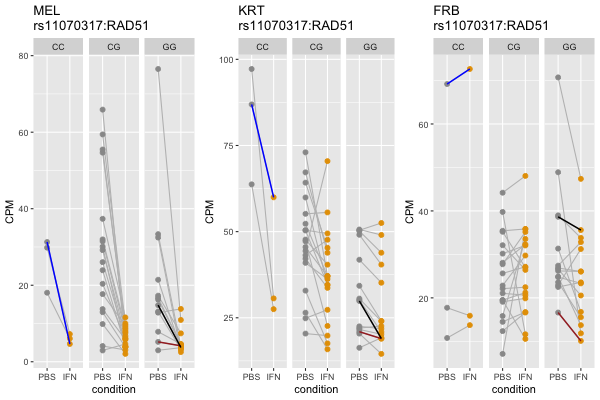 MEL
rs11070317:RAD51
CC CG GG
80
60
40
20
0
CPM
PBS IFN PBS IFN PBS IFN
condition
KRT
rs11070317:RAD51
CC CG GG
100
75
50
25
CPM
PBS IFN PBS IFN PBS IFN
condition
FRB
rs11070317:RAD51
CC CG GG
60
40
20
CPM
PBS IFN PBS IFN PBS IFN
condition